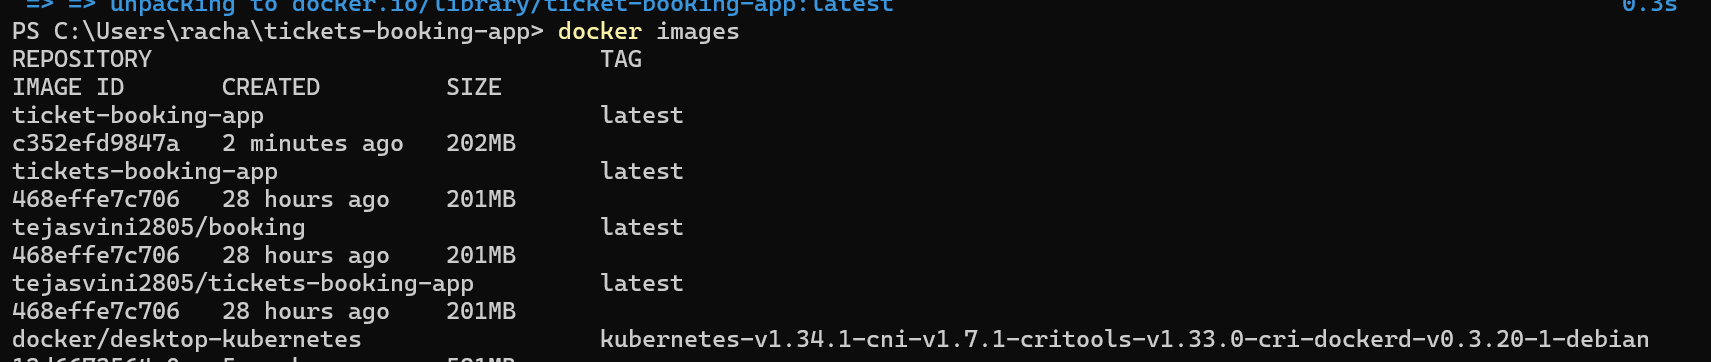 => => unpacking to docker.io/library/ticket-booking-app:latest 0.3s
PS C:\Users\racha\tickets-booking-app> docker images
REPOSITORY TAG
IMAGE ID CREATED SIZE
ticket-booking-app latest
c352efd9847a 2 minutes ago 202MB
tickets-booking-app latest
468effe7c706 28 hours ago 201MB
tejasvini2805/booking latest
468effe7c706 28 hours ago 201MB
tejasvini2805/tickets-booking-app latest
468effe7c706 28 hours ago 201MB
docker/desktop-kubernetes kubernetes-v1.34.1-cni-v1.7.1-critools-v1.33.0-cri-dockerd-v0.3.20-1-debian